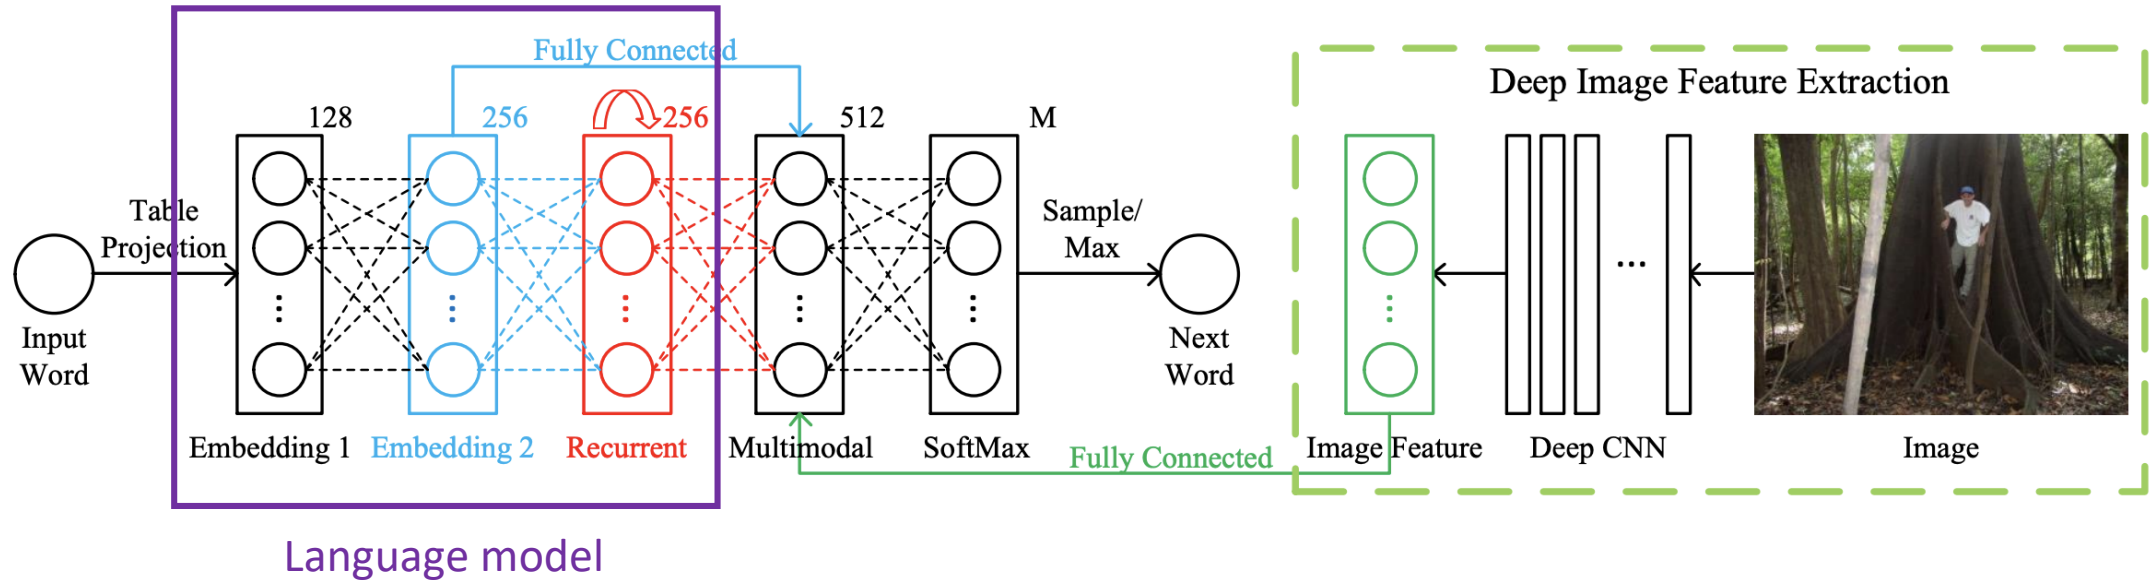 Fully Connected
Deep Image Feature Extraction
128
256
256
512
M
Table
Projection
Sample/
Max
...
Input
Word
Next
Word
Embedding 1
Embedding 2
Recurrent
Multimodal
SoftMax
Fully Connected
Image Feature
Deep CNN
Image
Language model